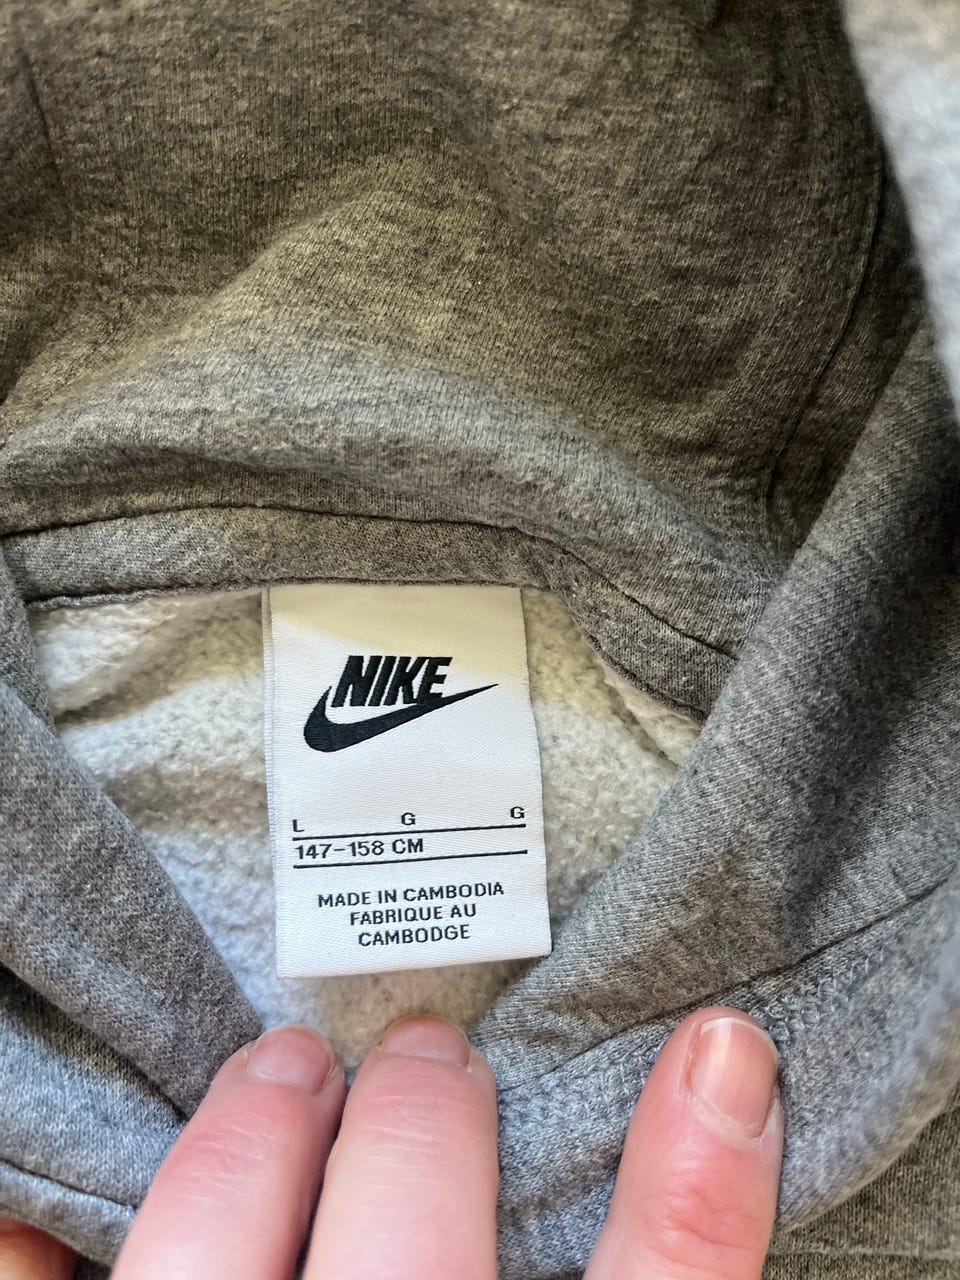 NIKE
L G G
147-158 CM
MADE IN CAMBODIA
FABRIQUE AU
CAMBODGE